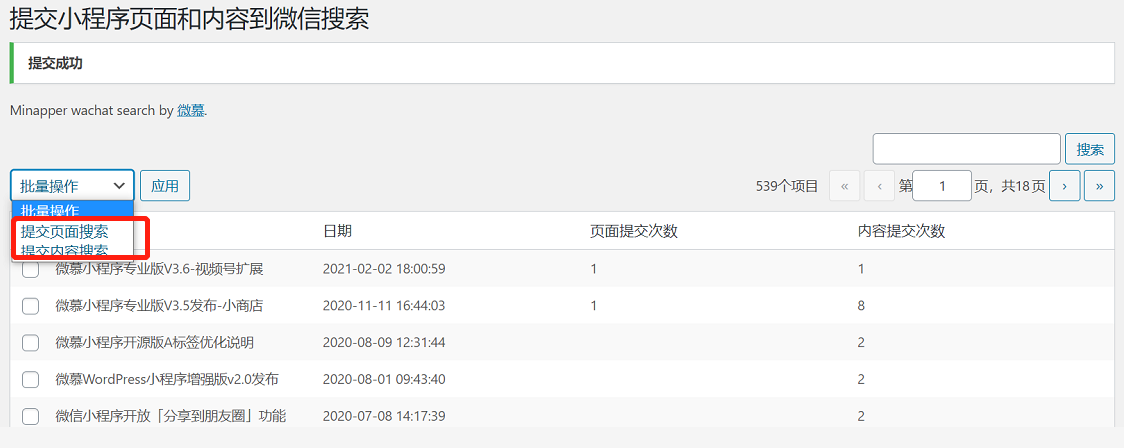 提交小程序页面和内容到微信搜索
提交成功
Minapper wachat search by 微慕.
搜索
批量操作 应用 539个项目 « ‹ 第 1 页，共18页 › »
批量操作
提交页面搜索
提交内容搜索
日期 页面提交次数 内容提交次数
微慕小程序专业版V3.6-视频号扩展 2021-02-02 18:00:59 1 1
微慕小程序专业版V3.5发布-小商店 2020-11-11 16:44:03 1 8
微慕小程序开源版A标签优化说明 2020-08-09 12:31:44 2
微慕WordPress小程序增强版v2.0发布 2020-08-01 09:43:40 2
微信小程序开放「分享到朋友圈」功能 2020-07-08 14:17:39 2